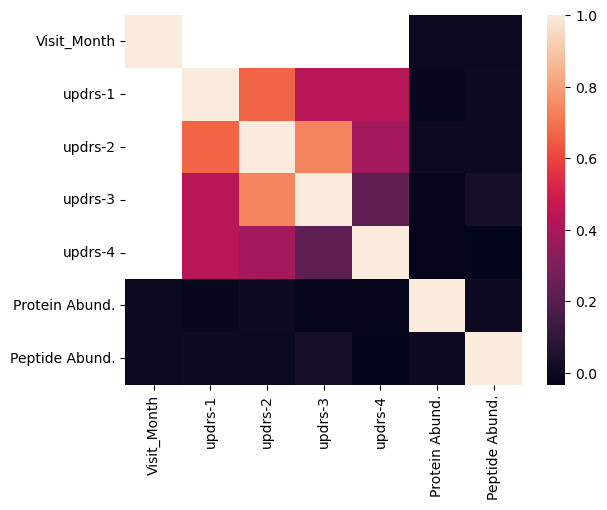 Visit_Month
updrs-1
updrs-2
updrs-3
updrs-4
Protein Abund.
Peptide Abund.
Visit_Month
updrs-1
updrs-2
updrs-3
updrs-4
Protein Abund.
Peptide Abund.
1.0
0.8
0.6
0.4
0.2
0.0